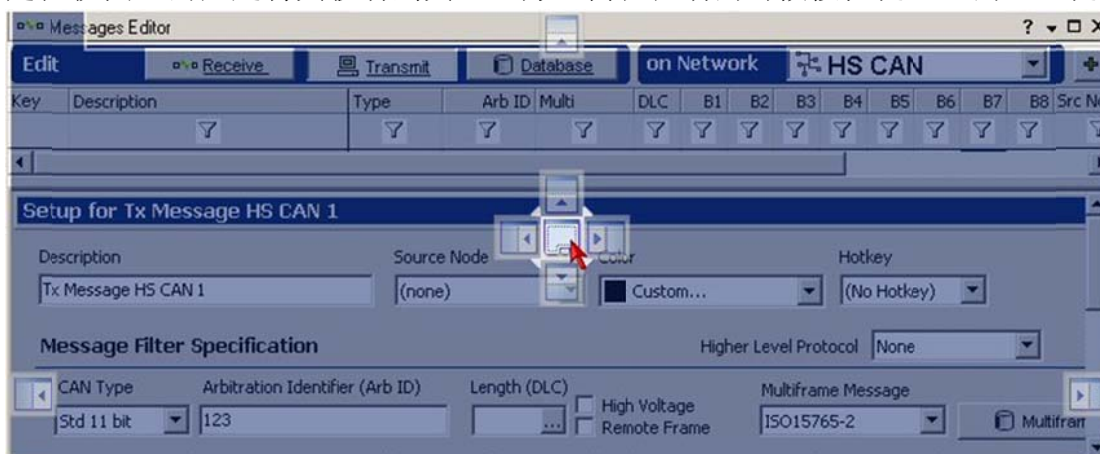 Messages Editor
Edit Receive Transmit Database on Network HS CAN
Key Description Type Arb ID Multi DLC B1 B2 B3 B4 B5 B6 B7 B8 Src
Setup for Tx Message HS CAN 1
Description Source Node Color Hotkey
Tx Message HS CAN 1 (none) Custom... (No Hotkey)
Message Filter Specification Higher Level Protocol None
CAN Type Arbitration Identifier (Arb ID) Length (DLC) High Voltage Multiframe Message
Std 11 bit 123 ... Remote Frame ISO15765-2